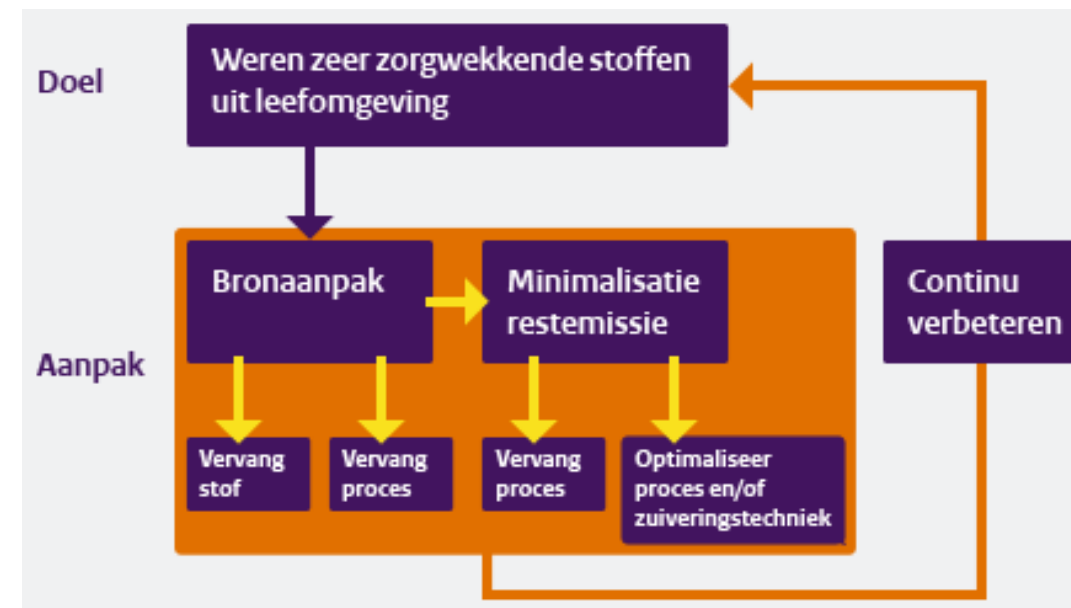 Doel
Weren zeer zorgwekkende stoffen
uit leefomgeving
Aanpak
Bronaanpak
Minimalisatie
restemissie
Continu
verbeteren
Vervang
stof
Vervang
proces
Vervang
proces
Optimaliseer
proces en/of
zuiveringstechniek